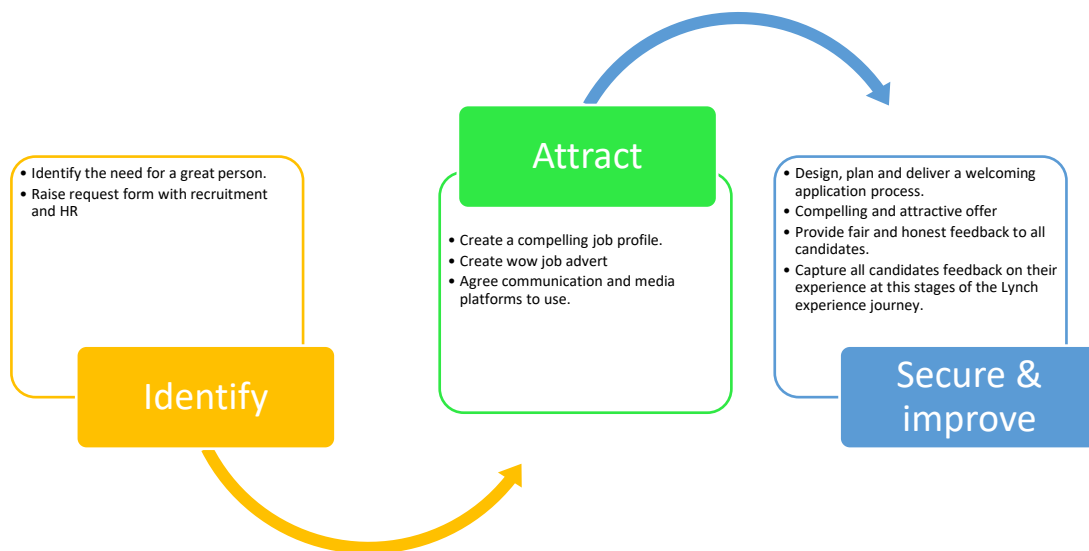 • Identify the need for a great person.
• Raise request form with recruitment
and HR
Identify
Attract
• Create a compelling job profile.
• Create wow job advert
• Agree communication and media
platforms to use.
• Design, plan and deliver a welcoming
application process.
• Compelling and attractive offer
• Provide fair and honest feedback to all
candidates.
• Capture all candidates feedback on their
experience at this stages of the Lynch
experience journey.
Secure &
improve